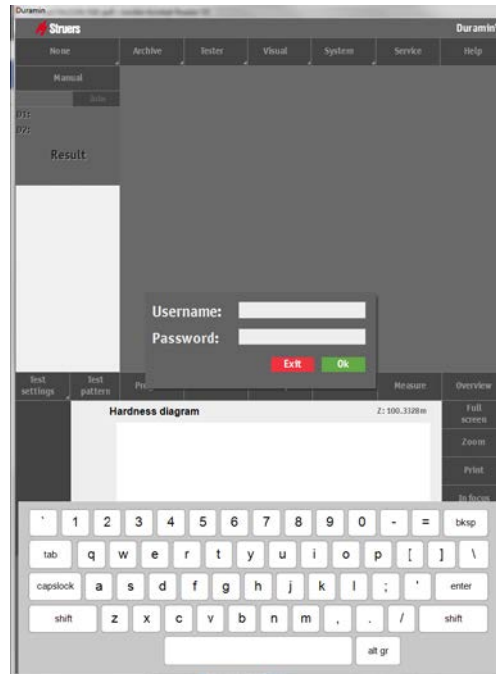 Duramin
Struers Duramin
None Archive Tester Visual System Service Help
Manual
D1:
D2:
Result
Username:
Password:
Exit Ok
Test settings Test pattern Measure Overview
Hardness diagram Z: 100.3328m Full screen
Zoom
Print
In focus
` 1 2 3 4 5 6 7 8 9 0 - = bksp
tab q w e r t y u i o p [ ] \
capslock a s d f g h j k l ; ' enter
shift z x c v b n m , . / shift
alt gr